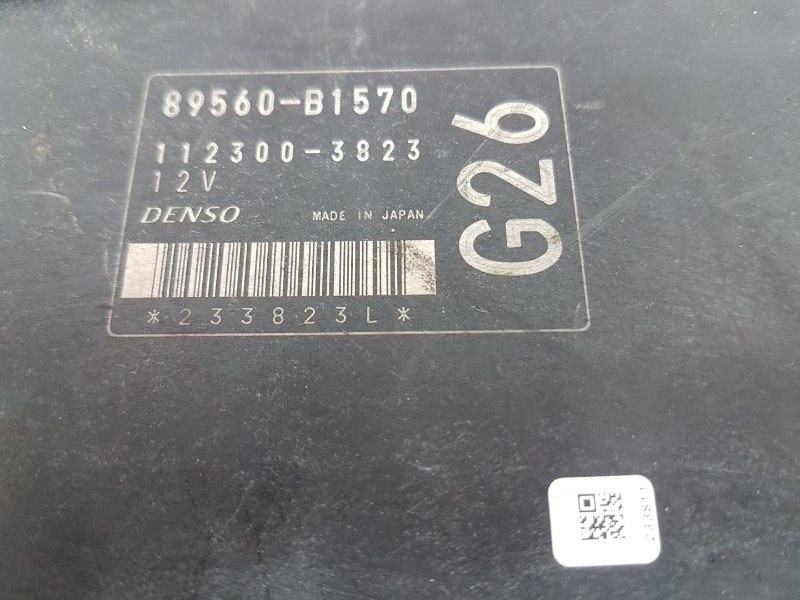 89560-B1570
112300-3823
12V
DENSO MADE IN JAPAN
G26
*233823L*